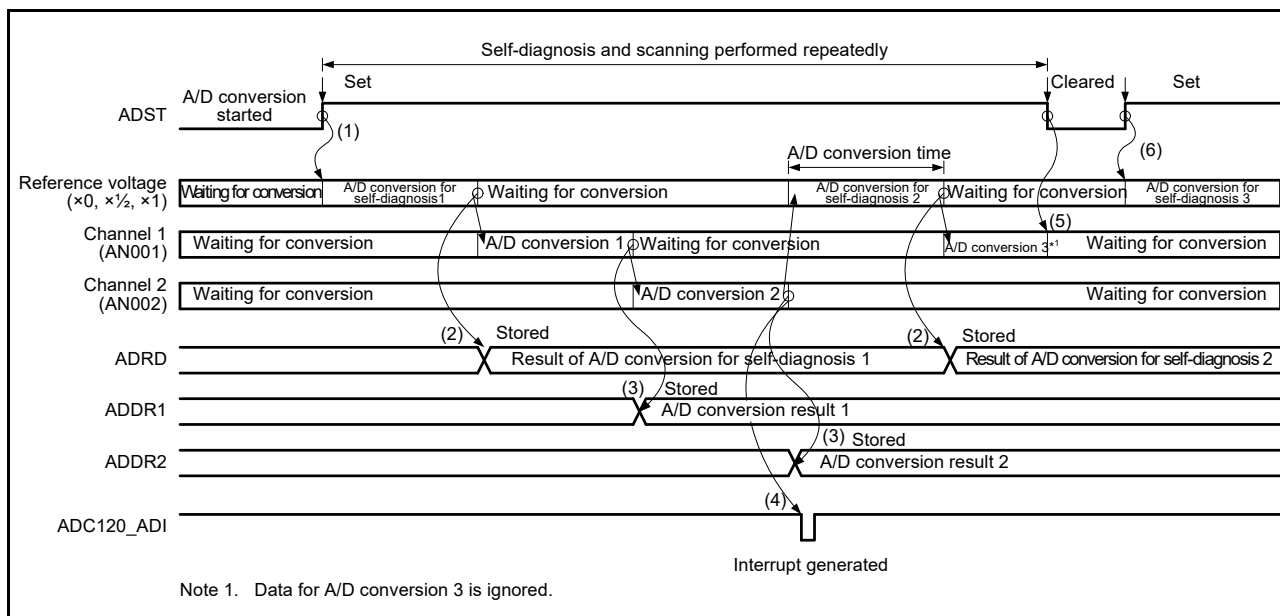 Self-diagnosis and scanning performed repeatedly
Set
Cleared
Set
A/D conversion
started
ADST
(1)
A/D conversion time
(6)
Reference voltage
(×0, ×½, ×1)
Waiting for conversion
A/D conversion for
self-diagnosis1
Waiting for conversion
A/D conversion for
self-diagnosis 2
Waiting for conversion
A/D conversion for
self-diagnosis 3
(5)
Channel 1
(AN001)
Waiting for conversion
A/D conversion 1
Waiting for conversion
A/D conversion 3*1
Waiting for conversion
Channel 2
(AN002)
Waiting for conversion
A/D conversion 2
Waiting for conversion
(2)
Stored
(2)
Stored
ADRD
Result of A/D conversion for self-diagnosis 1
Result of A/D conversion for self-diagnosis 2
(3)
Stored
ADDR1
A/D conversion result 1
(3)
Stored
ADDR2
A/D conversion result 2
(4)
ADC120_ADI
Interrupt generated
Note 1. Data for A/D conversion 3 is ignored.